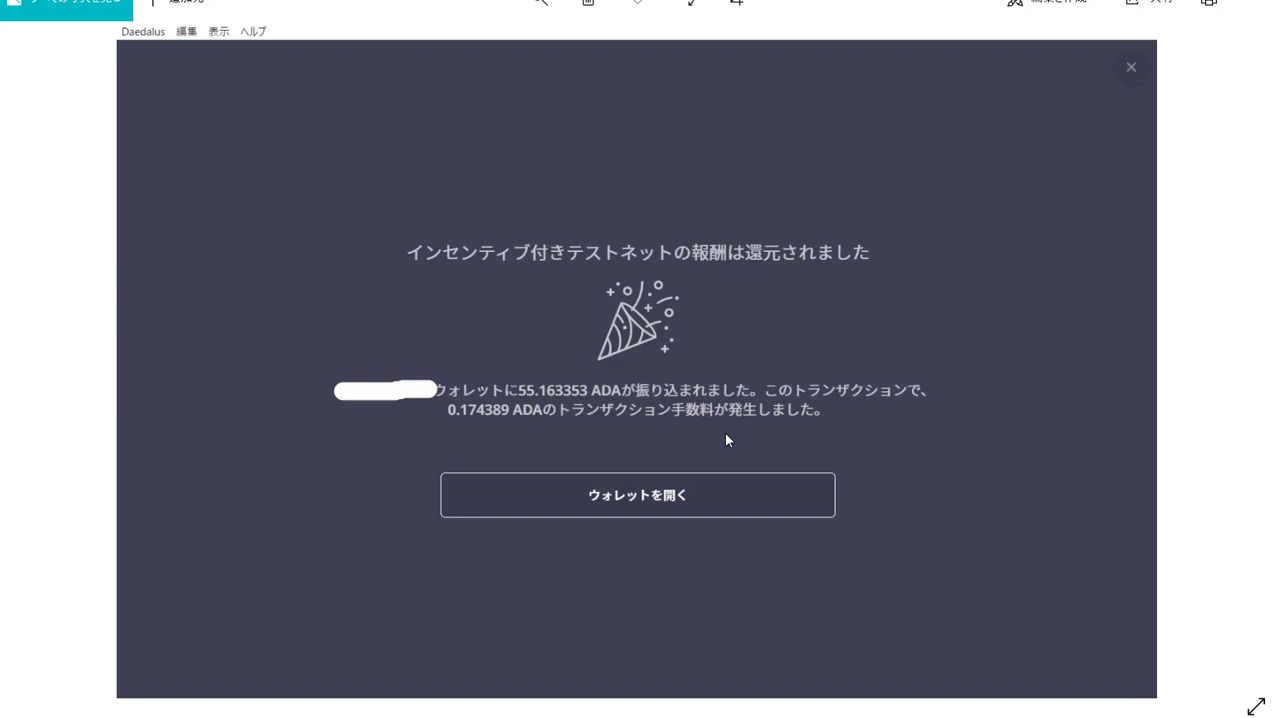 Daedalus 編集 表示 ヘルプ
インセンティブ付きテストネットの報酬は還元されました
ウォレットに55.163353 ADAが振り込まれました。このトランザクションで、
0.174389 ADAのトランザクション手数料が発生しました。
ウォレットを開く